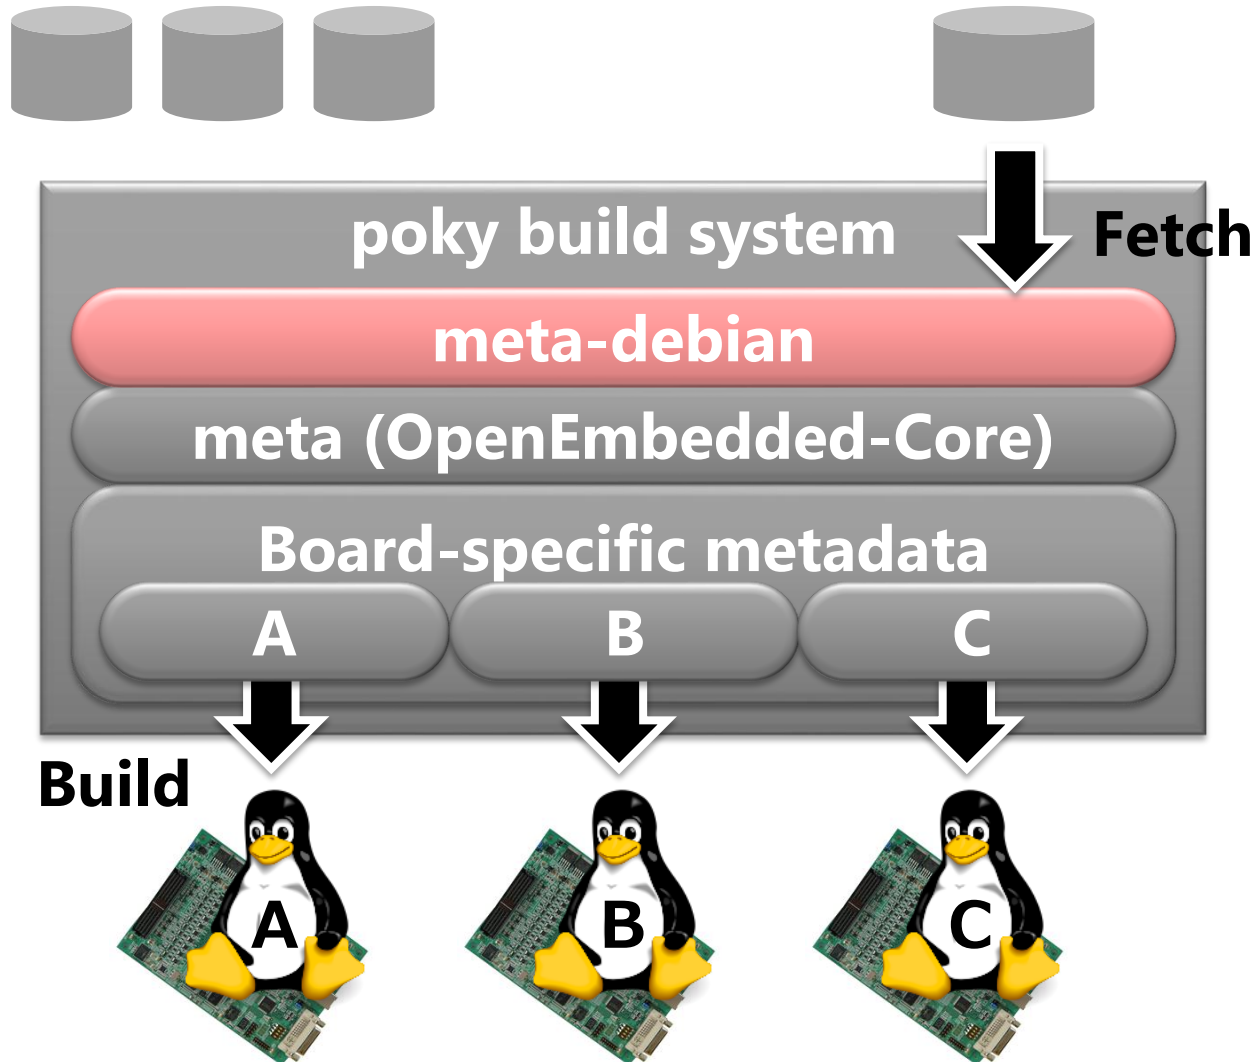 poky build system
Fetch
meta-debian
meta (OpenEmbedded-Core)
Board-specific metadata
A
B
C
Build
A
B
C